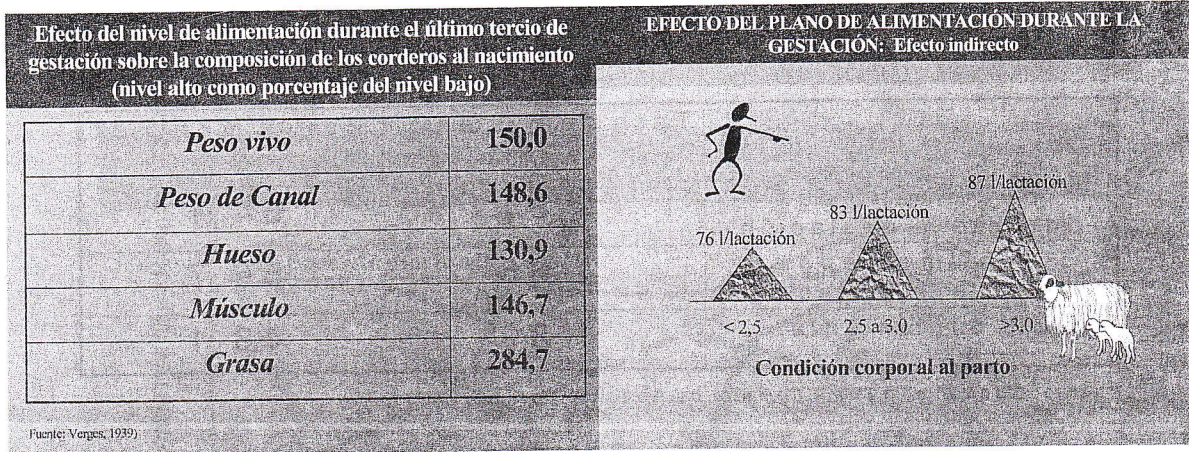 Efecto del nivel de alimentación durante el último tercio de
gestación sobre la composición de los corderos al nacimiento
(nivel alto como porcentaje del nivel bajo)
Peso vivo 150,0
Peso de Canal 148,6
Hueso 130,9
Músculo 146,7
Grasa 284,7
Fuente: Verges, 1939)
EFECTO DEL PLANO DE ALIMENTACIÓN DURANTE LA
GESTACIÓN: Efecto indirecto
87 l/lactación
83 l/lactación
76 l/lactación
< 2,5 2,5 a 3.0 >3.0
Condición corporal al parto